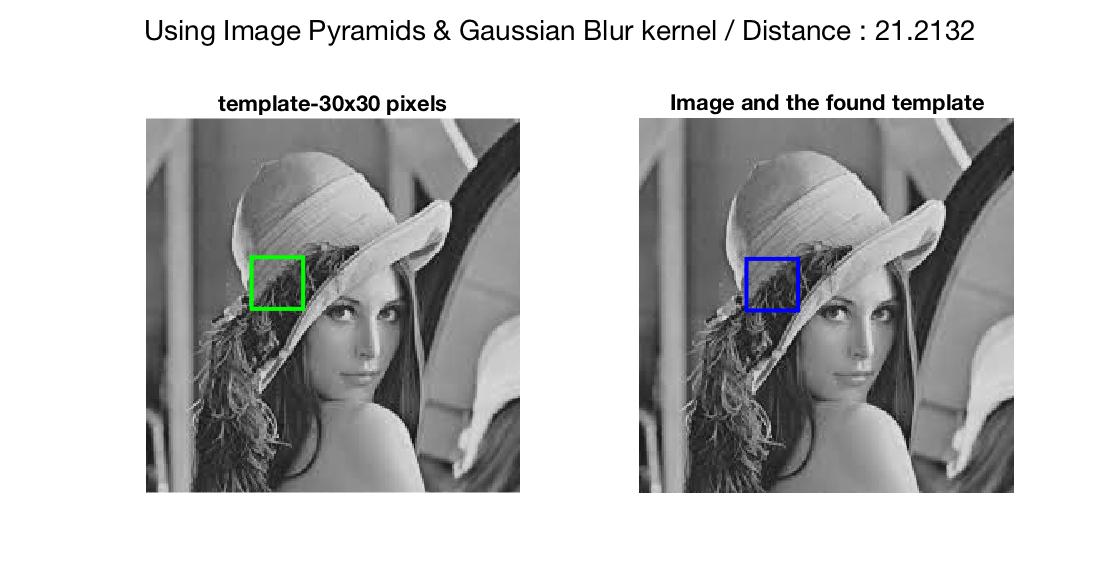 Using Image Pyramids & Gaussian Blur kernel / Distance : 21.2132
template-30x30 pixels
Image and the found template